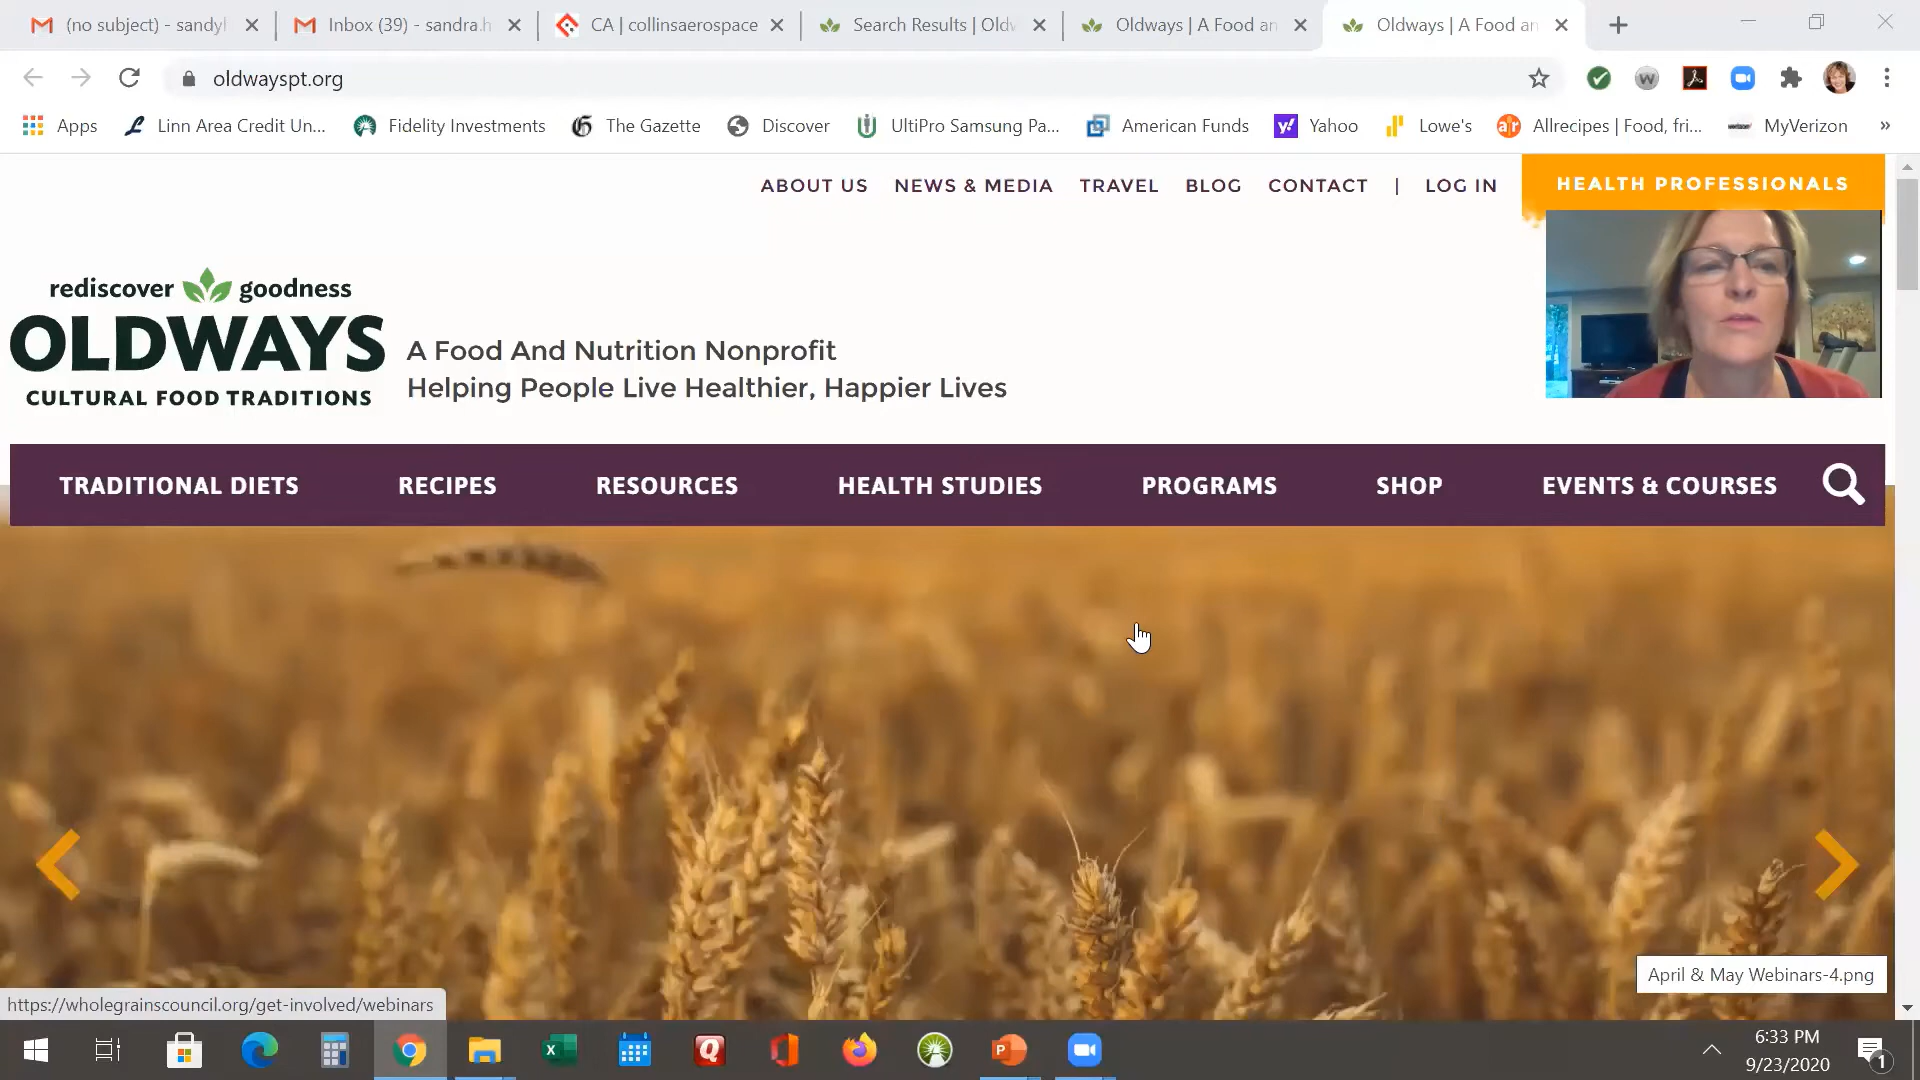 (no subject) - sandyl
Inbox (39) - sandra.h
CA | collinsaerospace
Search Results | Oldw
Oldways | A Food an
Oldways | A Food an
oldwayspt.org
Apps
Linn Area Credit Un...
Fidelity Investments
The Gazette
Discover
UltiPro Samsung Pa...
American Funds
Yahoo
Lowe's
Allrecipes | Food, fri...
MyVerizon
»
ABOUT US
NEWS & MEDIA
TRAVEL
BLOG
CONTACT
|
LOG IN
HEALTH PROFESSIONALS
rediscover goodness
OLDWAYS
CULTURAL FOOD TRADITIONS
A Food And Nutrition Nonprofit
Helping People Live Healthier, Happier Lives
TRADITIONAL DIETS
RECIPES
RESOURCES
HEALTH STUDIES
PROGRAMS
SHOP
EVENTS & COURSES
April & May Webinars-4.png
https://wholegrainscouncil.org/get-involved/webinars
6:33 PM
9/23/2020
1